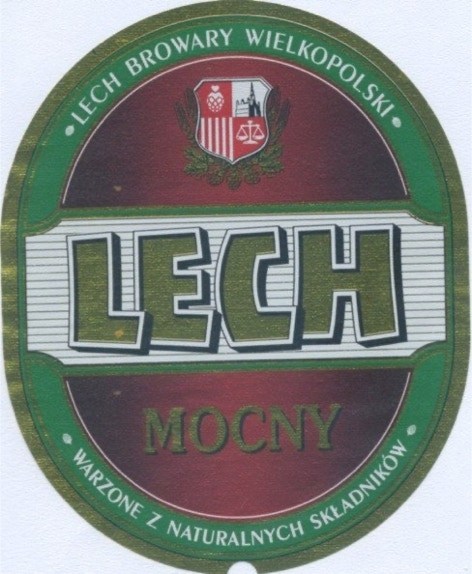 LECH BROWARY WIELKOPOLSKI
LECH
MOCNY
WARZONE Z NATURALNYCH SKŁADNIKÓW